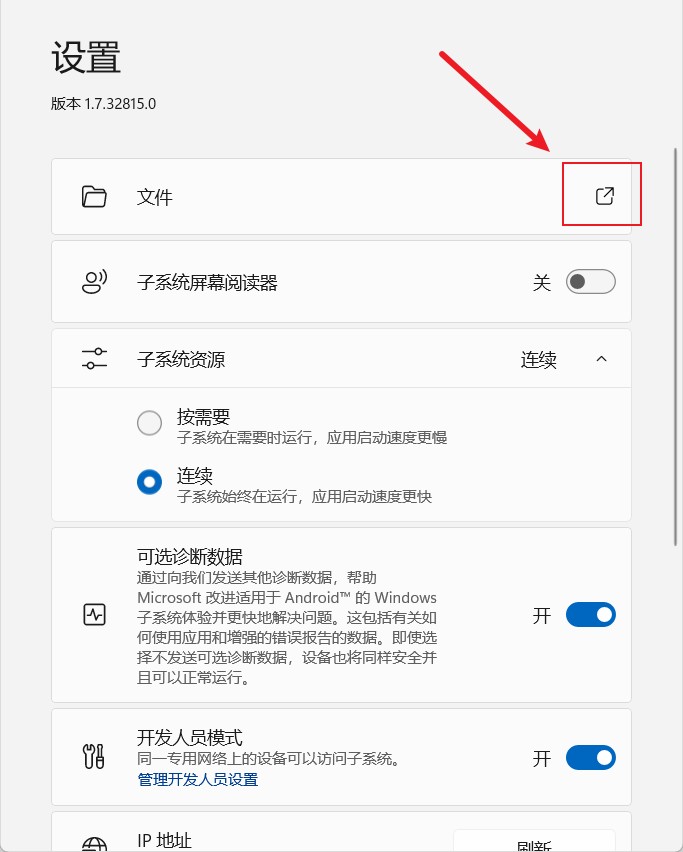 设置
版本 1.7.32815.0
文件
子系统屏幕阅读器
关
子系统资源
连续
按需要
子系统在需要时运行，应用启动速度更慢
连续
子系统始终在运行，应用启动速度更快
可选诊断数据
通过向我们发送其他诊断数据，帮助
Microsoft 改进适用于 Android™ 的 Windows
子系统体验并更快地解决问题。这包括有关如
何使用应用和增强的错误报告的数据。即使选
择不发送可选诊断数据，设备也将同样安全并
且可以正常运行。
开
开发人员模式
同一专用网络上的设备可以访问子系统。
管理开发人员设置
开
IP 地址
刷新